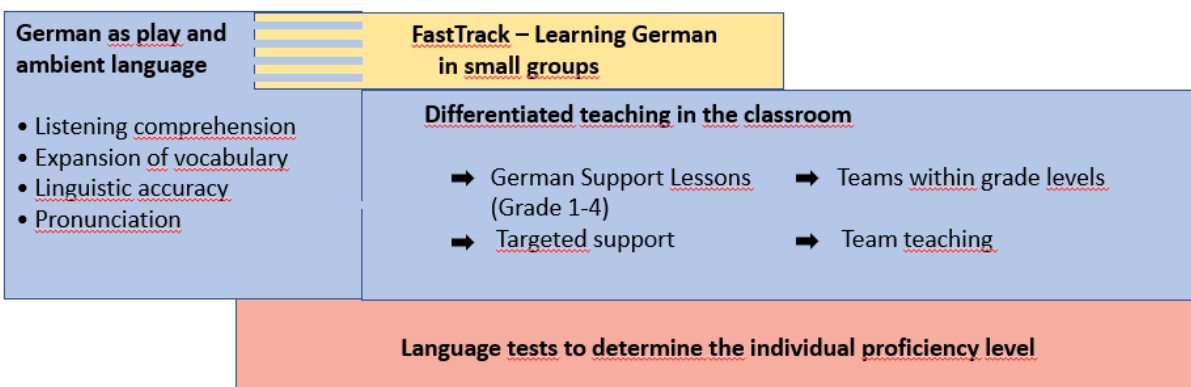 German as play and
ambient language
• Listening comprehension
• Expansion of vocabulary
• Linguistic accuracy
• Pronunciation
FastTrack – Learning German
in small groups
Differentiated teaching in the classroom
➡ German Support Lessons
(Grade 1-4)
➡ Targeted support
➡ Teams within grade levels
➡ Team teaching
Language tests to determine the individual proficiency level